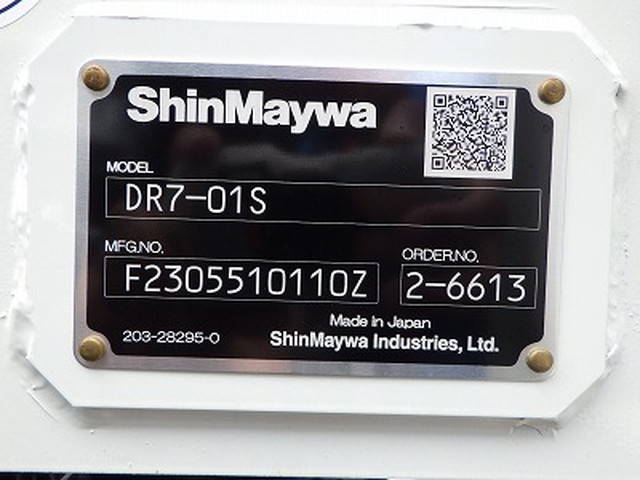 ShinMaywa
MODEL
DR7-01S
MFG.NO. ORDER.NO.
F2305510110Z 2-6613
Made in Japan
203-28295-0 ShinMaywa Industries, Ltd.